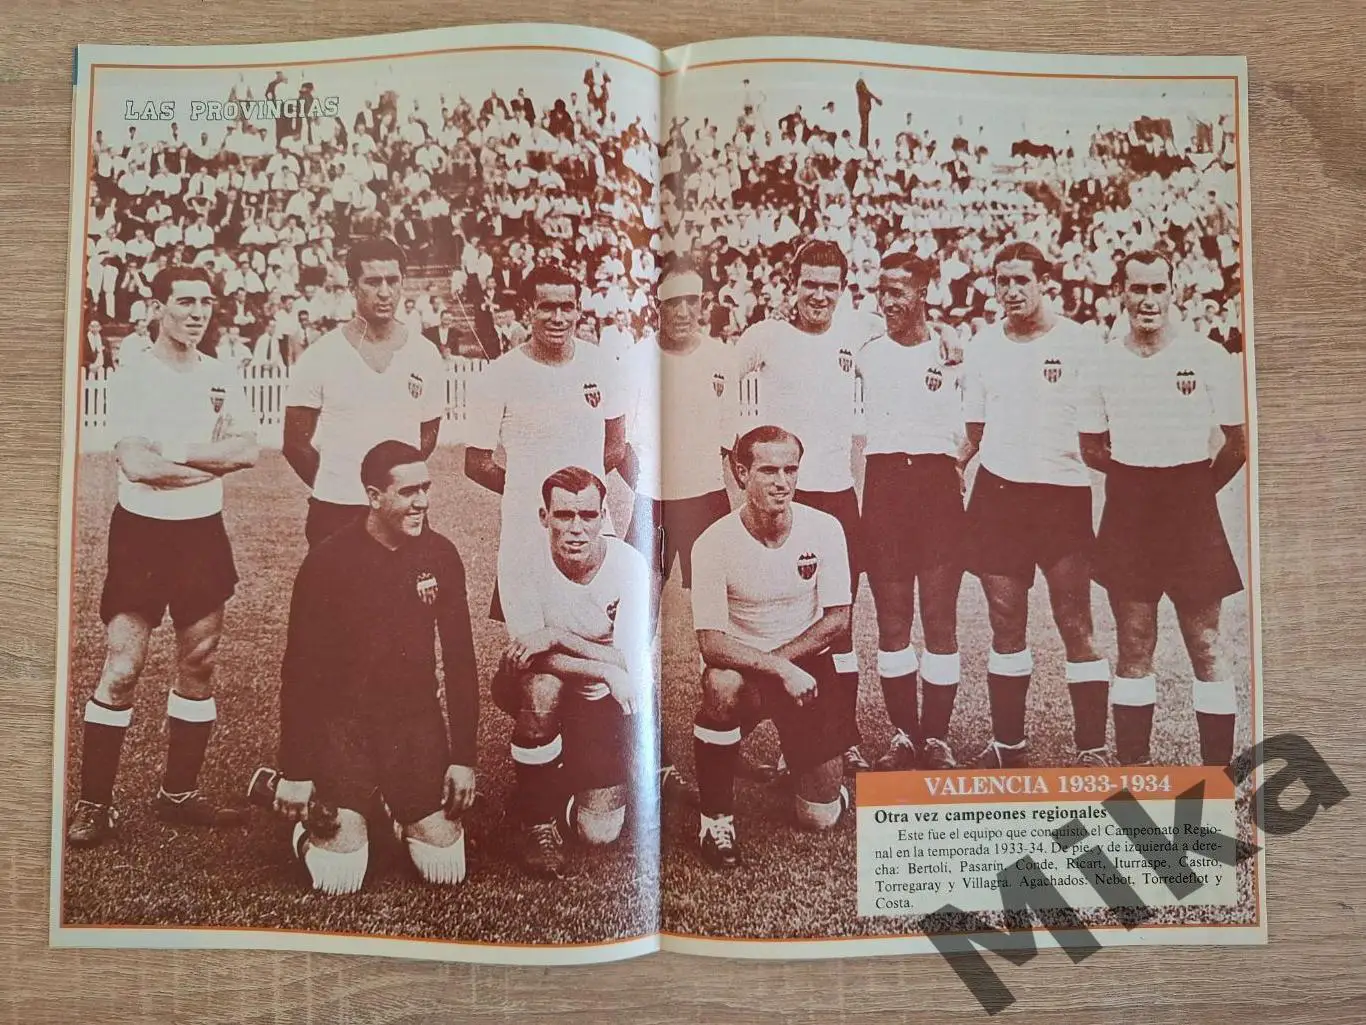 LAS PROVINCIAS
VALENCIA 1933-1934
Otra vez campeones regionales
Este fue el equipo que conquistó el Campeonato Regio-
nal en la temporada 1933-34. De pie, y de izquierda a dere-
cha: Bertolí, Pasarín, Conde, Ricart, Iturraspe, Castro,
Torregaray y Villagrá. Agachados: Nebot, Torredeflot y
Costa.
Mika